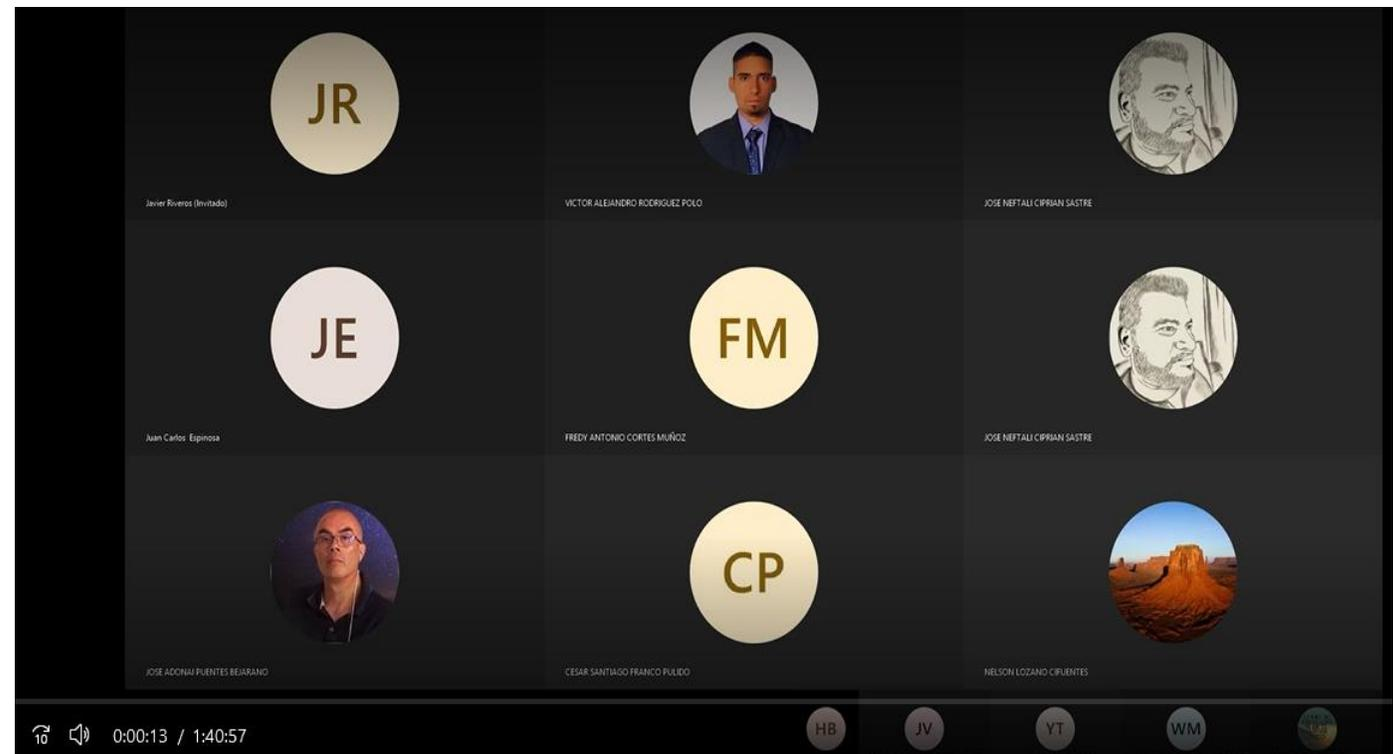 JR
Javier Riveros (Invitado)
VICTOR ALEJANDRO RODRIGUEZ POLO
JOSE NEFTALI CIPRIAN SASTRE
JE
Juan Carlos Espinosa
FM
FREDY ANTONIO CORTES MUÑOZ
JOSE NEFTALI CIPRIAN SASTRE
JOSE ADONAI PUENTES BEJARANO
CP
CESAR SANTIAGO FRANCO PULIDO
NELSON LOZANO CIFUENTES
10
0:00:13 / 1:40:57
HB
JV
YT
WM